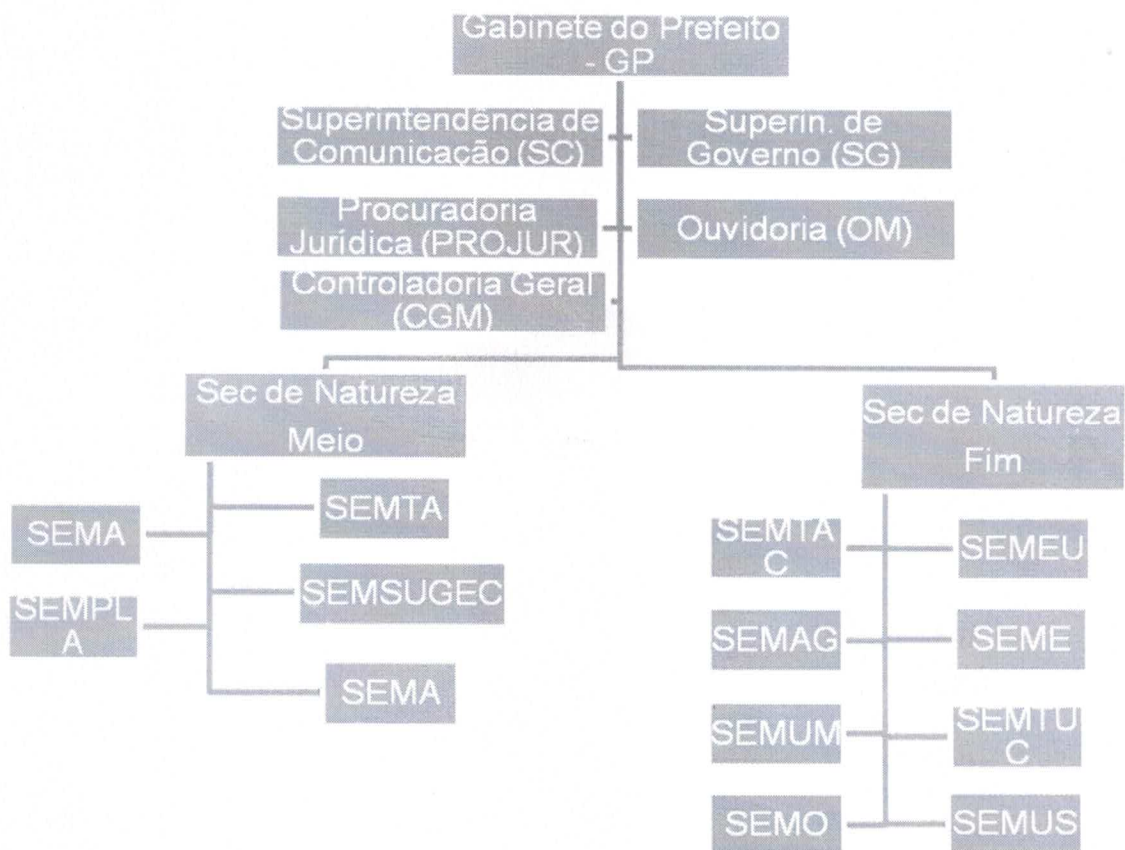 Gabinete do Prefeito
- GP
Superintendência de
Comunicação (SC)
Superin. de
Governo (SG)
Procuradoria
Jurídica (PROJUR)
Ouvidoria (OM)
Controladoria Geral
(CGM)
Sec de Natureza
Meio
Sec de Natureza
Fim
SEMA
SEMTA
SEMPL
A
SEMSUGEC
SEMA
SEMTA
C
SEMEU
SEMAG
SEME
SEMUM
SEMTU
C
SEMO
SEMUS